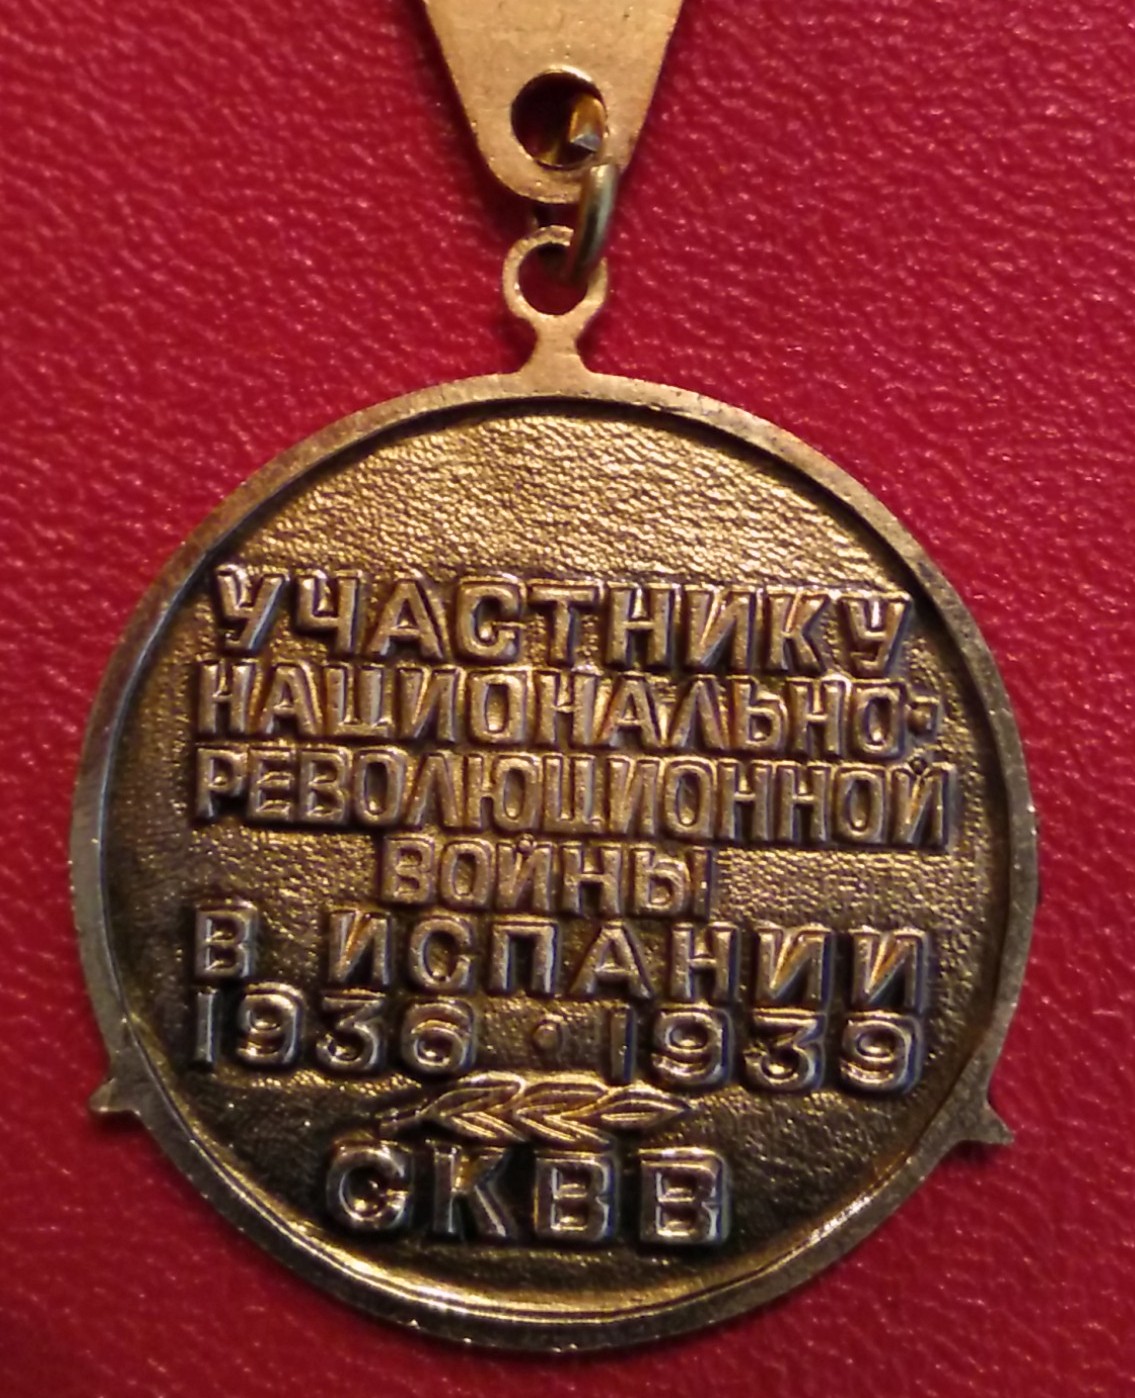 УЧАСТНИКУ
НАЦИОНАЛЬНО-
РЕВОЛЮЦИОННОЙ
ВОЙНЫ
В ИСПАНИИ
1936 · 1939
СКВВ